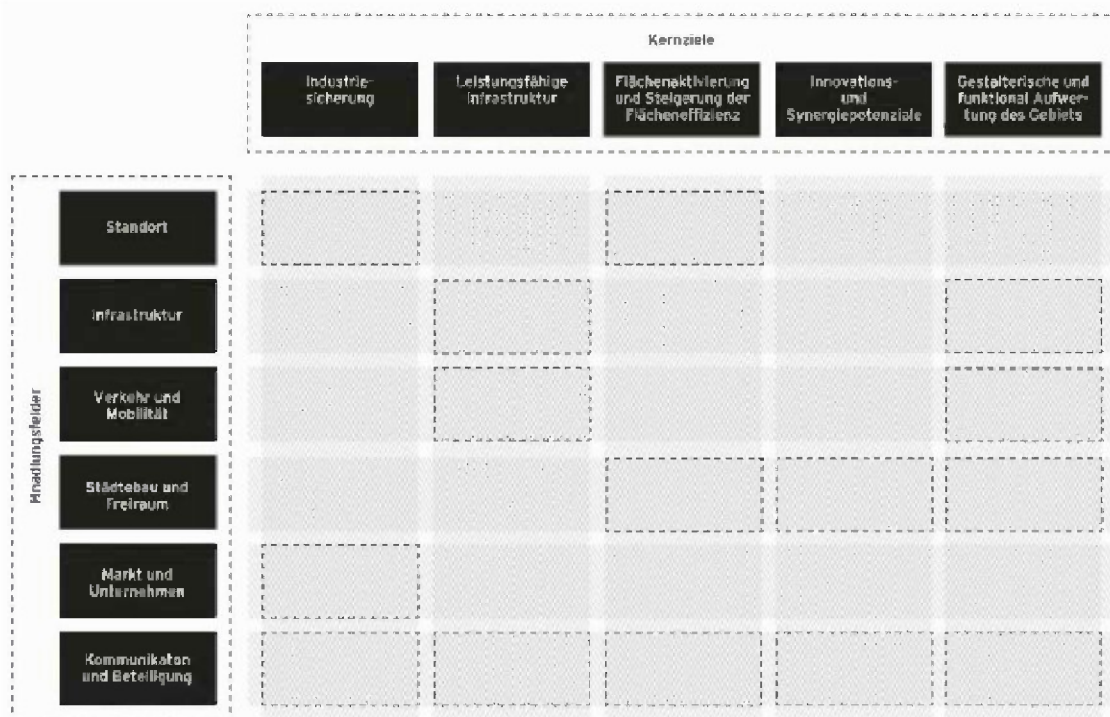 Kernziele
Industrie-
sicherung
Leistungsfähige
Infrastruktur
Flächenaktivierung
und Steigerung der
Flächeneffizienz
Innovations-
und
Synergiepotenziale
Gestalterische und
funktional Aufwer-
tung des Gebiets
Hnadlungsfelder
Standort
Infrastruktur
Verkehr und
Mobilität
Städtebau und
Freiraum
Markt und
Unternehmen
Kommunikaton
und Beteiligung